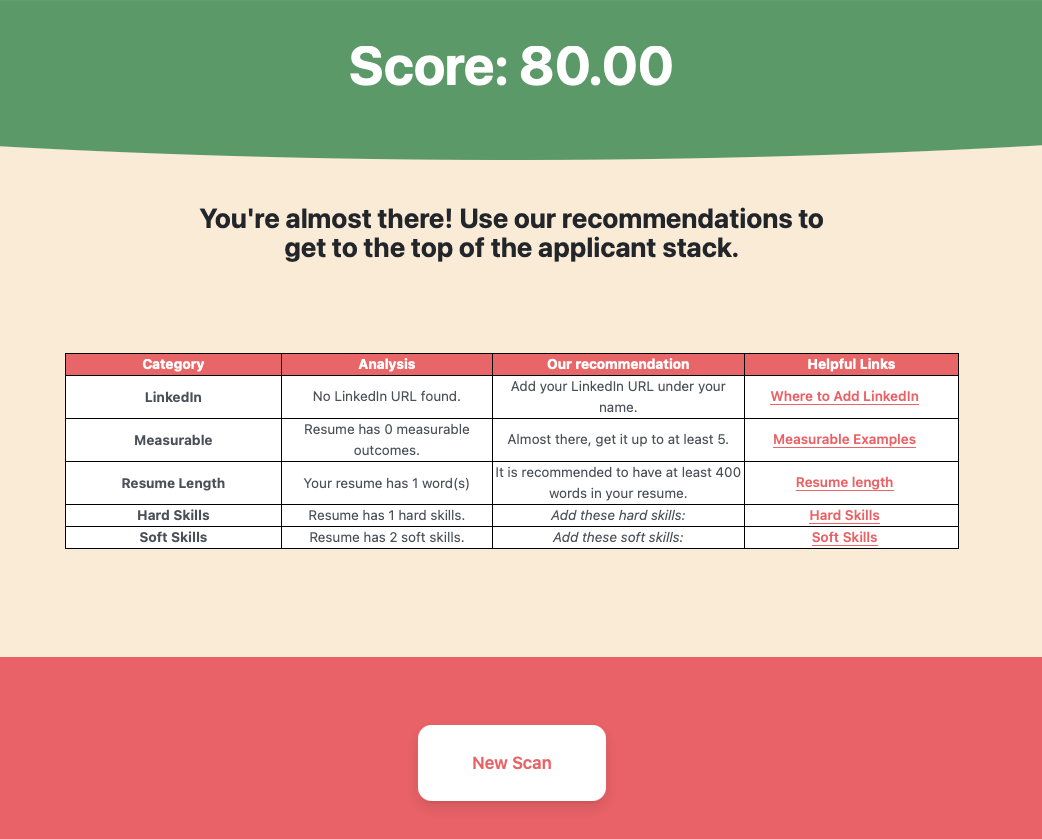 Score: 80.00
You're almost there! Use our recommendations to
get to the top of the applicant stack.
Category Analysis Our recommendation Helpful Links
LinkedIn No LinkedIn URL found. Add your LinkedIn URL under your
name. Where to Add LinkedIn
Measurable Resume has 0 measurable
outcomes. Almost there, get it up to at least 5. Measurable Examples
Resume Length Your resume has 1 word(s) It is recommended to have at least 400
words in your resume. Resume length
Hard Skills Resume has 1 hard skills. Add these hard skills: Hard Skills
Soft Skills Resume has 2 soft skills. Add these soft skills: Soft Skills
New Scan